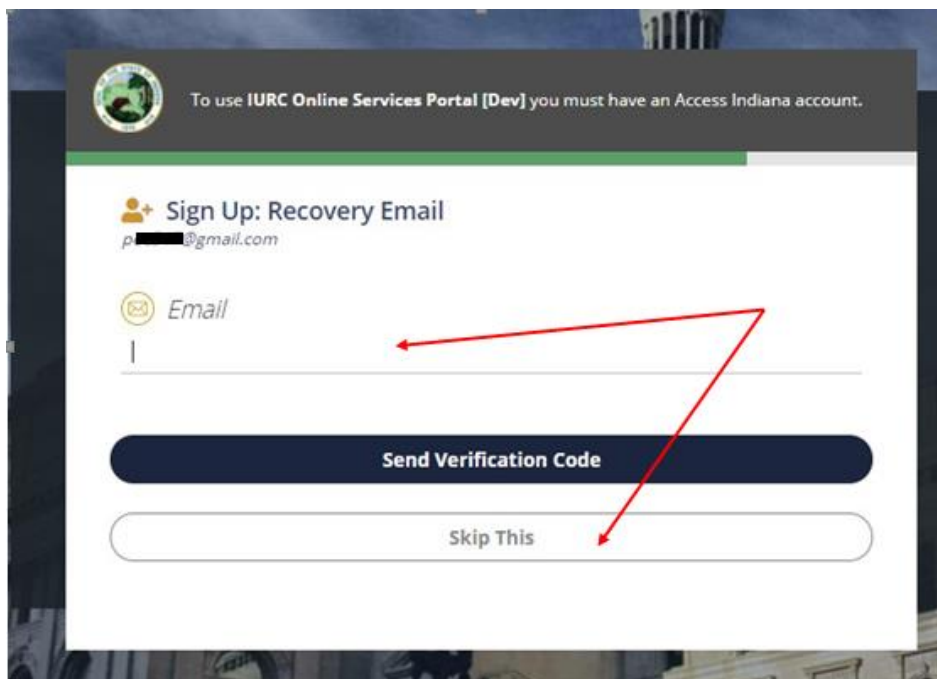 To use IURC Online Services Portal [Dev] you must have an Access Indiana account.
Sign Up: Recovery Email
@gmail.com
Email
Send Verification Code
Skip This